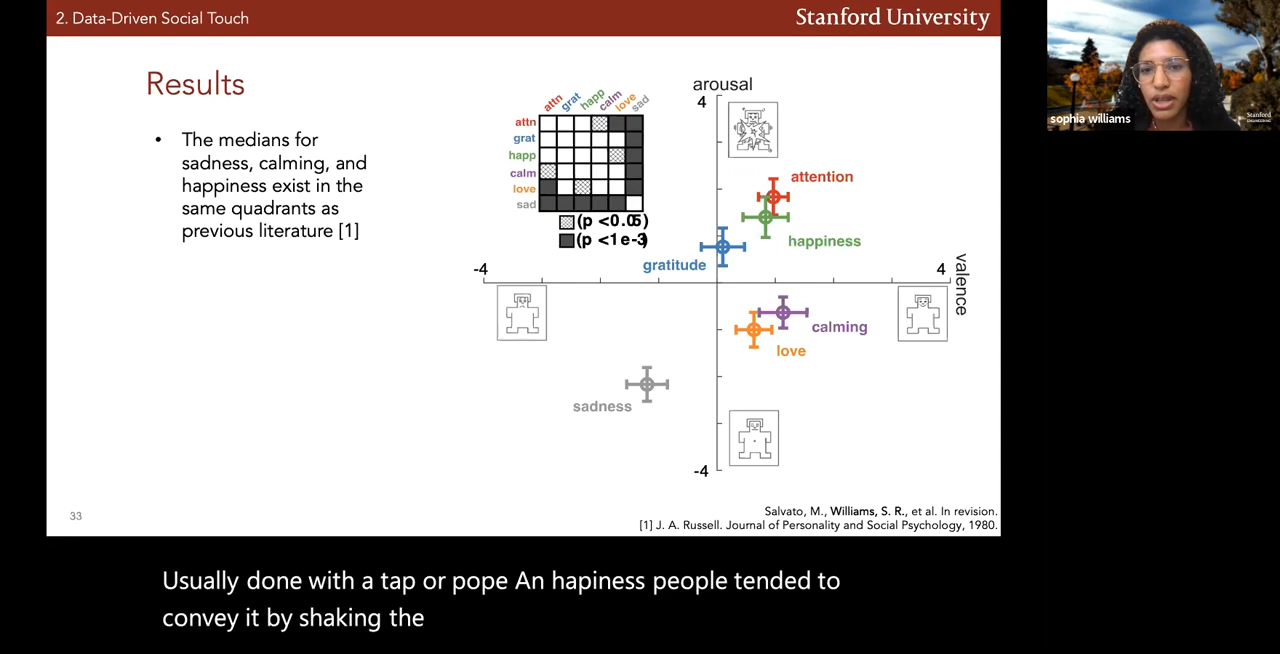 2. Data-Driven Social Touch
Stanford University
Results
• The medians for
sadness, calming, and
happiness exist in the
same quadrants as
previous literature [1]
attn grat happ calm love sad
attn
grat
happ
calm
love
sad
(p <0.05)
(p <1e-3)
arousal
4
attention
happiness
gratitude
-4
4
valence
calming
love
sadness
-4
33
Salvato, M., Williams, S. R., et al. In revision.
[1] J. A. Russell. Journal of Personality and Social Psychology, 1980.
sophia williams
Stanford
Usually done with a tap or pope An hapiness people tended to
convey it by shaking the